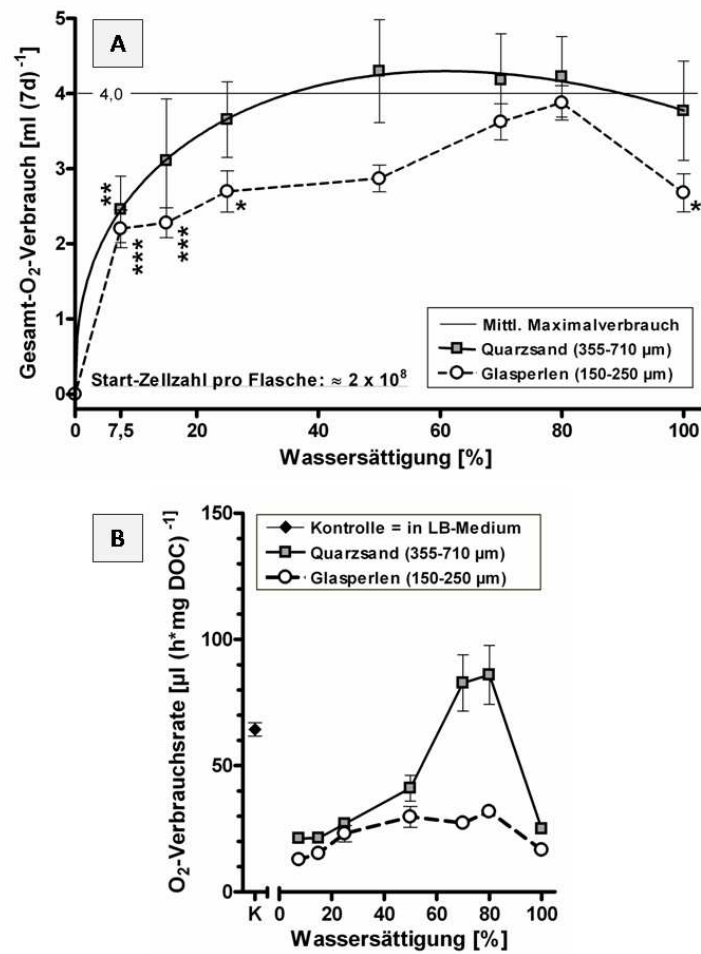 A
Gesamt-O₂-Verbrauch [ml (7d)⁻¹]
5
4
3
2
1
0
4,0
**
***
***
*
*
Mittl. Maximalverbrauch
Quarzsand (355-710 µm)
Glasperlen (150-250 µm)
Start-Zellzahl pro Flasche: ≈ 2 x 10⁸
0 7,5 20 40 60 80 100
Wassersättigung [%]
B
O₂-Verbrauchsrate [µl (h*mg DOC)⁻¹]
150
100
50
0
Kontrolle = in LB-Medium
Quarzsand (355-710 µm)
Glasperlen (150-250 µm)
K 0 20 40 60 80 100
Wassersättigung [%]